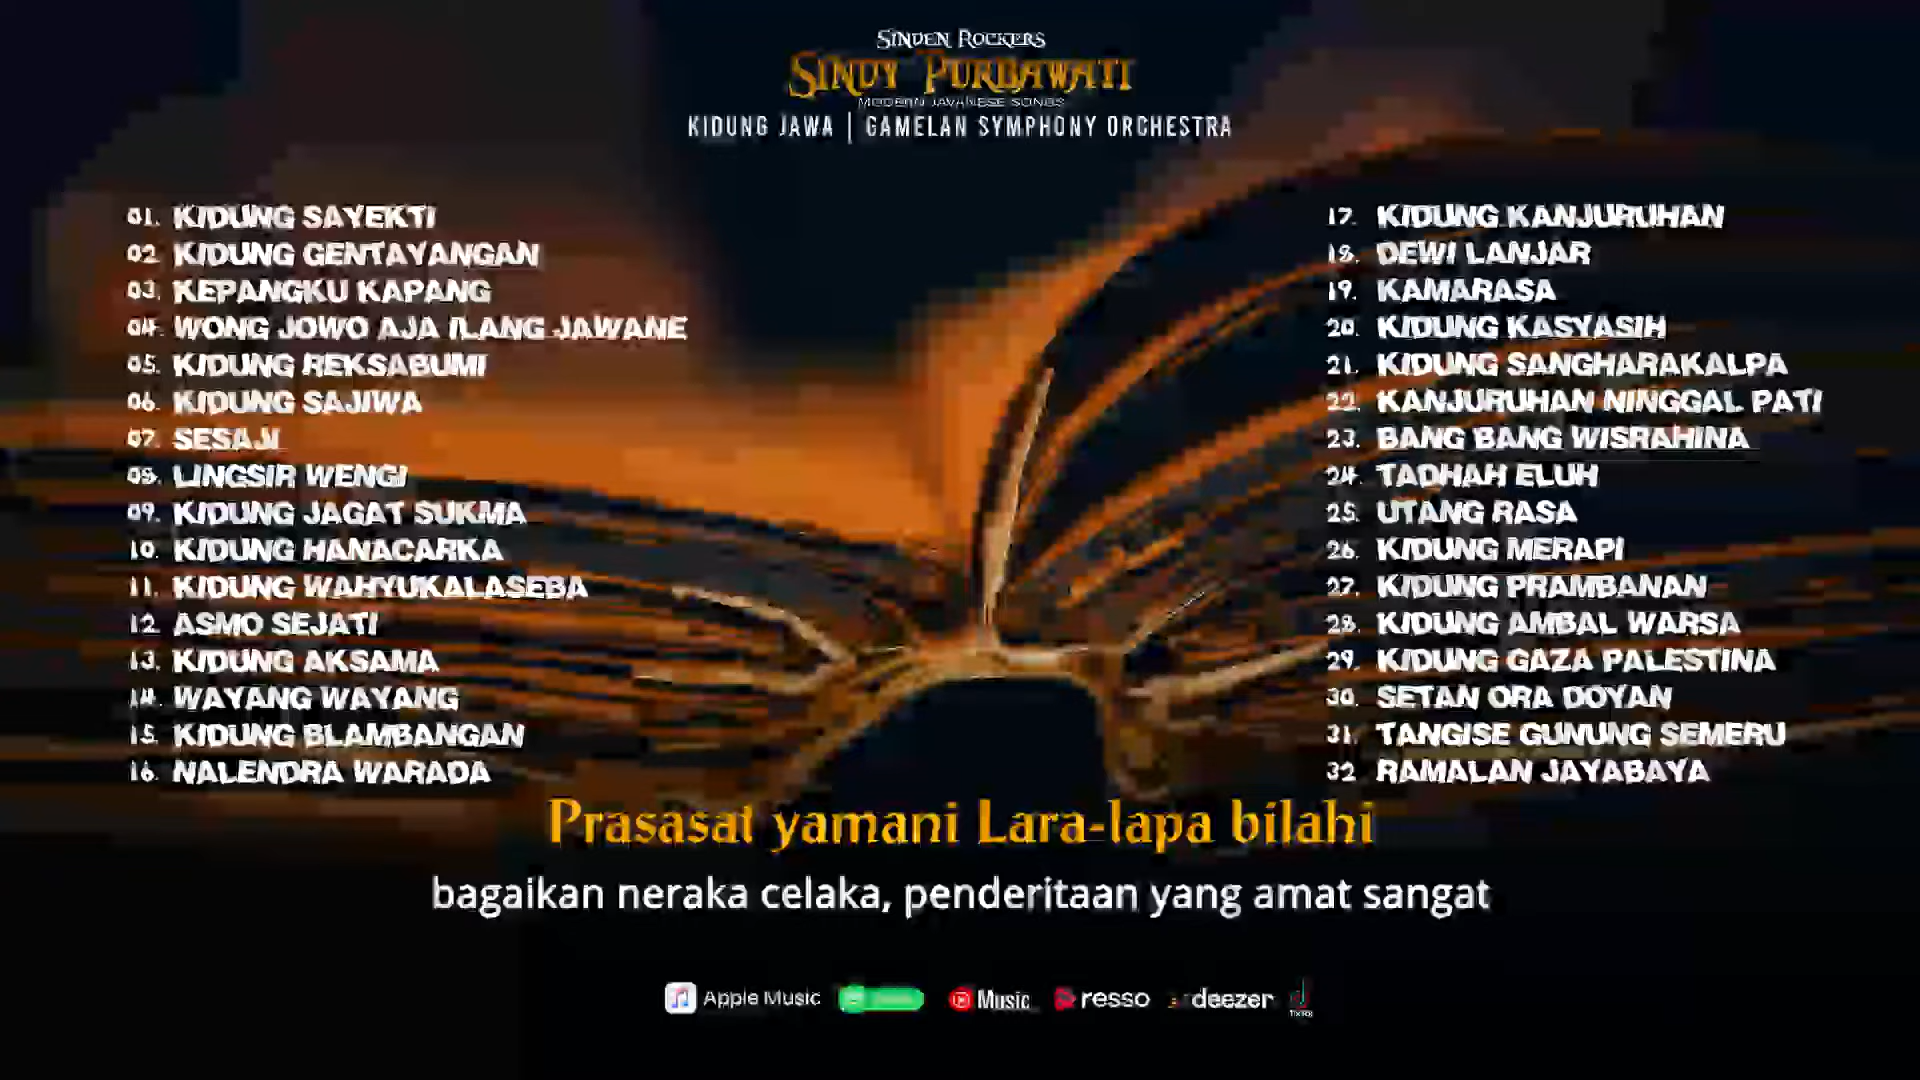 SINDEN ROCKERS
SINDY PURBAWATI
MODERN JAVANESE SONGS
KIDUNG JAWA | GAMELAN SYMPHONY ORCHESTRA
01. KIDUNG SAYEKTI
02. KIDUNG GENTAYANGAN
03. KEPANGKU KAPANG
04. WONG JOWO AJA ILANG JAWANE
05. KIDUNG REKSABUMI
06. KIDUNG SAJIWA
07. SESAJI
08. LINGSIR WENGI
09. KIDUNG JAGAT SUKMA
10. KIDUNG HANACARKA
11. KIDUNG WAHYUKALASEBA
12. ASMO SEJATI
13. KIDUNG AKSAMA
14. WAYANG WAYANG
15. KIDUNG BLAMBANGAN
16. NALENDRA WARADA
17. KIDUNG KANJURUHAN
18. DEWI LANJAR
19. KAMARASA
20. KIDUNG KASYASIH
21. KIDUNG SANGHARAKALPA
22. KANJURUHAN NINGGAL PATI
23. BANG BANG WISRAHINA
24. TADHAH ELUH
25. UTANG RASA
26. KIDUNG MERAPI
27. KIDUNG PRAMBANAN
28. KIDUNG AMBAL WARSA
29. KIDUNG GAZA PALESTINA
30. SETAN ORA DOYAN
31. TANGISE GUNUNG SEMERU
32. RAMALAN JAYABAYA
Prasasat yamani Lara-lapa bilahi
bagaikan neraka celaka, penderitaan yang amat sangat
Apple Music Music resso deezer